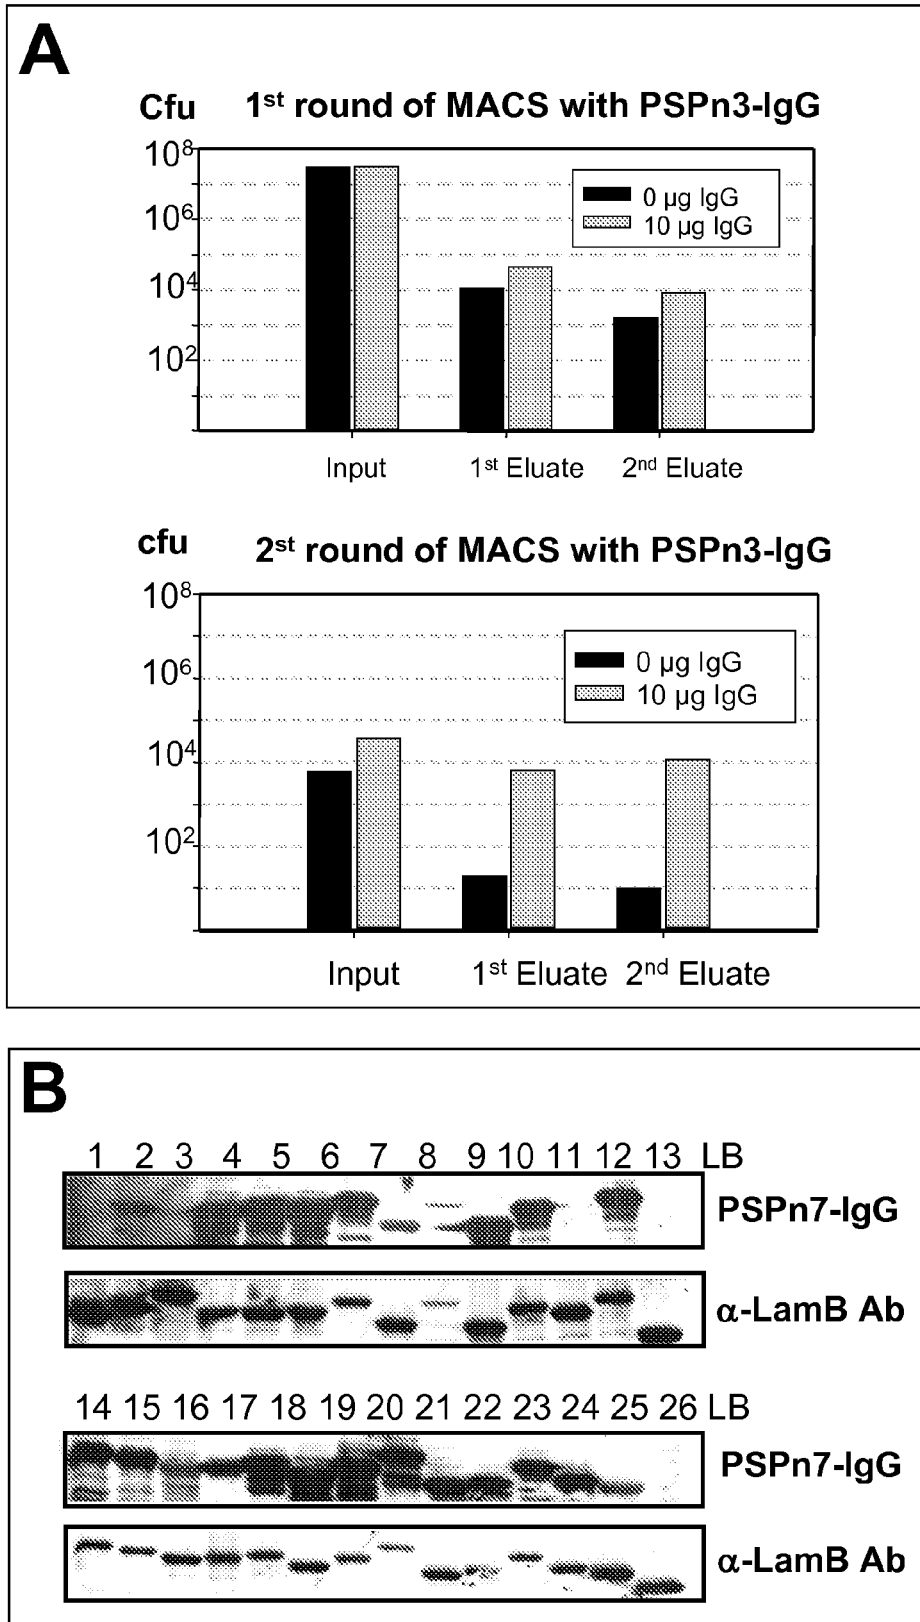 A
Cfu 1st round of MACS with PSPn3-IgG
10^8
10^6
10^4
10^2
0 µg IgG
10 µg IgG
Input 1st Eluate 2nd Eluate
cfu 2st round of MACS with PSPn3-IgG
10^8
10^6
10^4
10^2
0 µg IgG
10 µg IgG
Input 1st Eluate 2nd Eluate
B
1 2 3 4 5 6 7 8 9 10 11 12 13 LB
PSPn7-IgG
α-LamB Ab
14 15 16 17 18 19 20 21 22 23 24 25 26 LB
PSPn7-IgG
α-LamB Ab